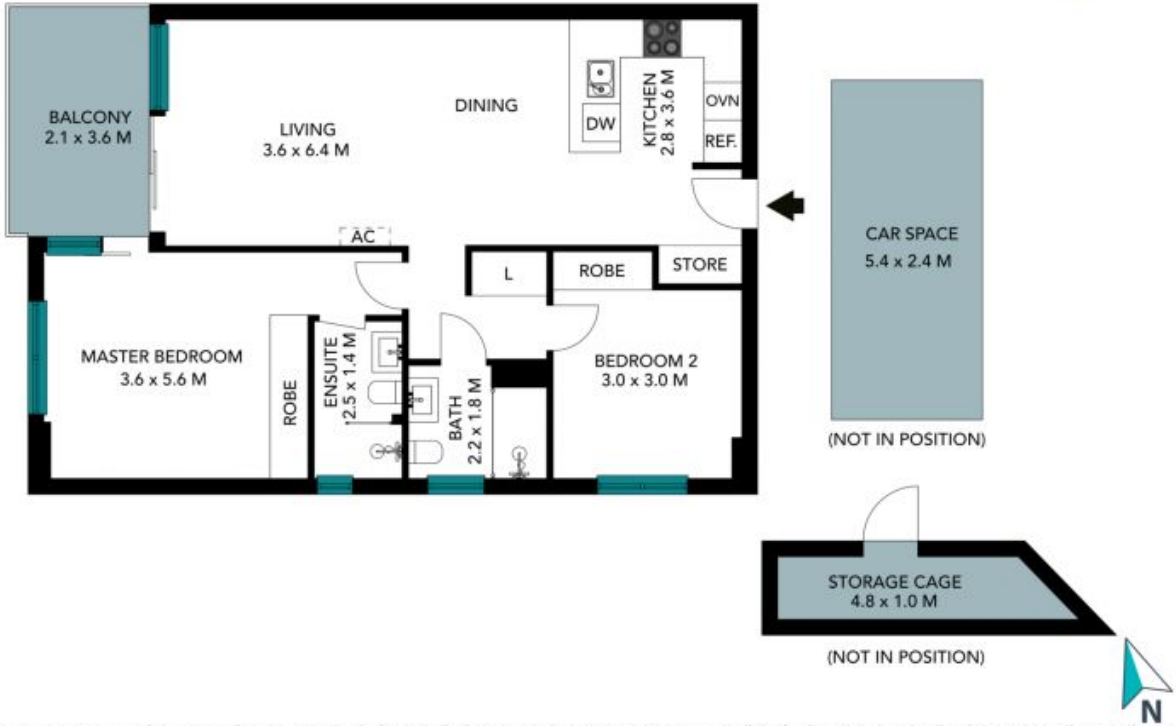 BALCONY
2.1 x 3.6 M
LIVING
3.6 x 6.4 M
DINING
DW
KITCHEN
2.8 x 3.6 M
OVN
REF.
AC
L
ROBE
STORE
MASTER BEDROOM
3.6 x 5.6 M
ROBE
ENSUITE
2.5 x 1.4 M
BATH
2.2 x 1.8 M
BEDROOM 2
3.0 x 3.0 M
CAR SPACE
5.4 x 2.4 M
(NOT IN POSITION)
STORAGE CAGE
4.8 x 1.0 M
(NOT IN POSITION)
N